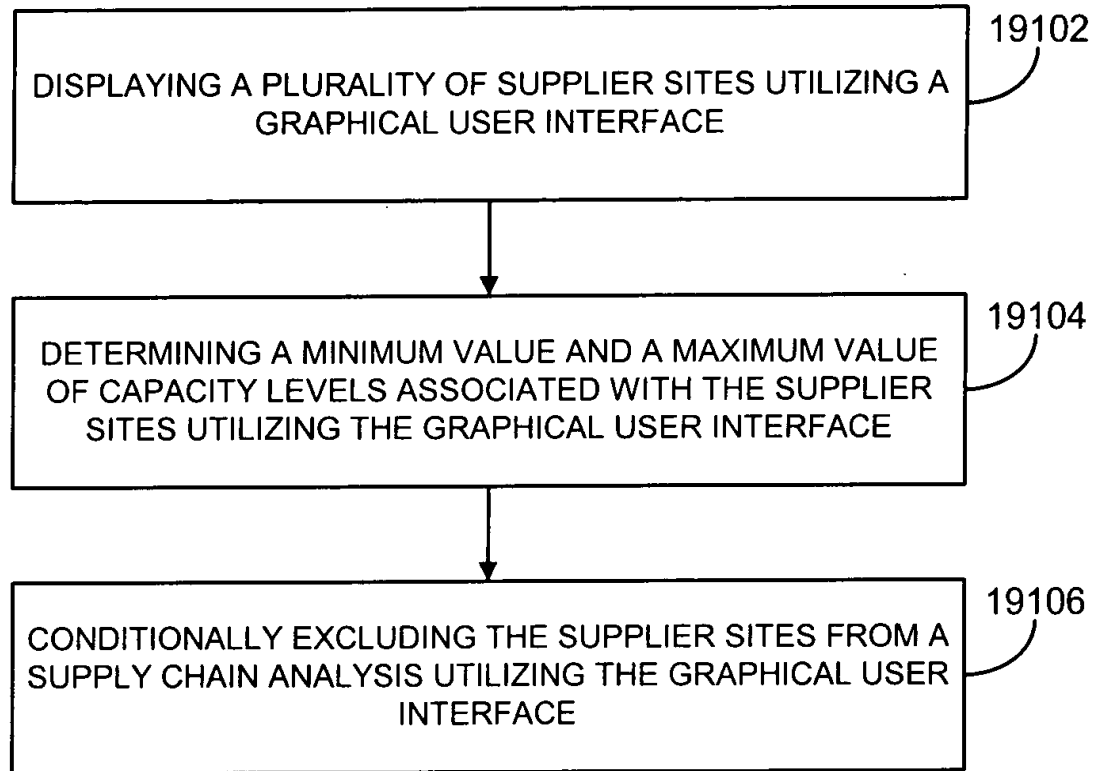 19102
DISPLAYING A PLURALITY OF SUPPLIER SITES UTILIZING A
GRAPHICAL USER INTERFACE
19104
DETERMINING A MINIMUM VALUE AND A MAXIMUM VALUE
OF CAPACITY LEVELS ASSOCIATED WITH THE SUPPLIER
SITES UTILIZING THE GRAPHICAL USER INTERFACE
19106
CONDITIONALLY EXCLUDING THE SUPPLIER SITES FROM A
SUPPLY CHAIN ANALYSIS UTILIZING THE GRAPHICAL USER
INTERFACE